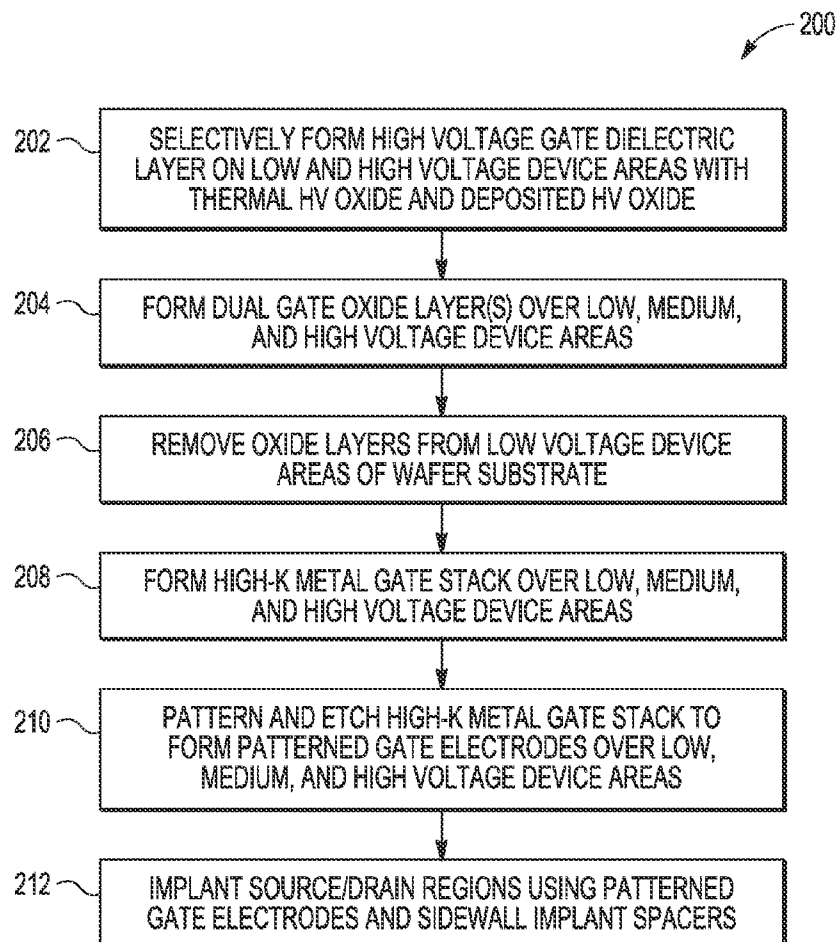 200
202
SELECTIVELY FORM HIGH VOLTAGE GATE DIELECTRIC
LAYER ON LOW AND HIGH VOLTAGE DEVICE AREAS WITH
THERMAL HV OXIDE AND DEPOSITED HV OXIDE
204
FORM DUAL GATE OXIDE LAYER(S) OVER LOW, MEDIUM,
AND HIGH VOLTAGE DEVICE AREAS
206
REMOVE OXIDE LAYERS FROM LOW VOLTAGE DEVICE
AREAS OF WAFER SUBSTRATE
208
FORM HIGH-K METAL GATE STACK OVER LOW, MEDIUM,
AND HIGH VOLTAGE DEVICE AREAS
210
PATTERN AND ETCH HIGH-K METAL GATE STACK TO
FORM PATTERNED GATE ELECTRODES OVER LOW,
MEDIUM, AND HIGH VOLTAGE DEVICE AREAS
212
IMPLANT SOURCE/DRAIN REGIONS USING PATTERNED
GATE ELECTRODES AND SIDEWALL IMPLANT SPACERS